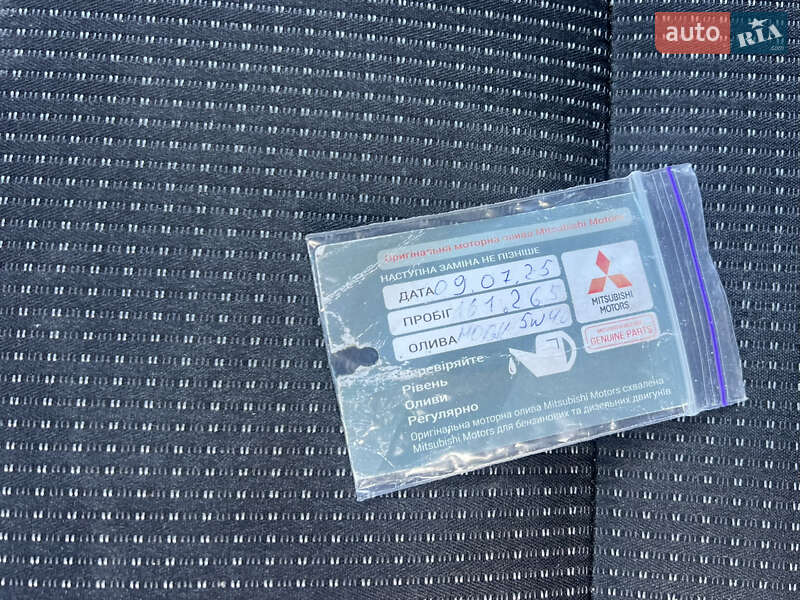 auto RIA.com
Оригінальна моторна олива Mitsubishi Motors
НАСТУПНА ЗАМІНА НЕ ПІЗНІШЕ
ДАТА 09.07.25
ПРОБІГ 161.265
ОЛИВА 5W40
MITSUBISHI
MOTORS
GENUINE PARTS
Перевіряйте
Рівень
Оливи
Регулярно
Оригінальна моторна олива Mitsubishi Motors схвалена
Mitsubishi Motors для бензинових та дизельних двигунів